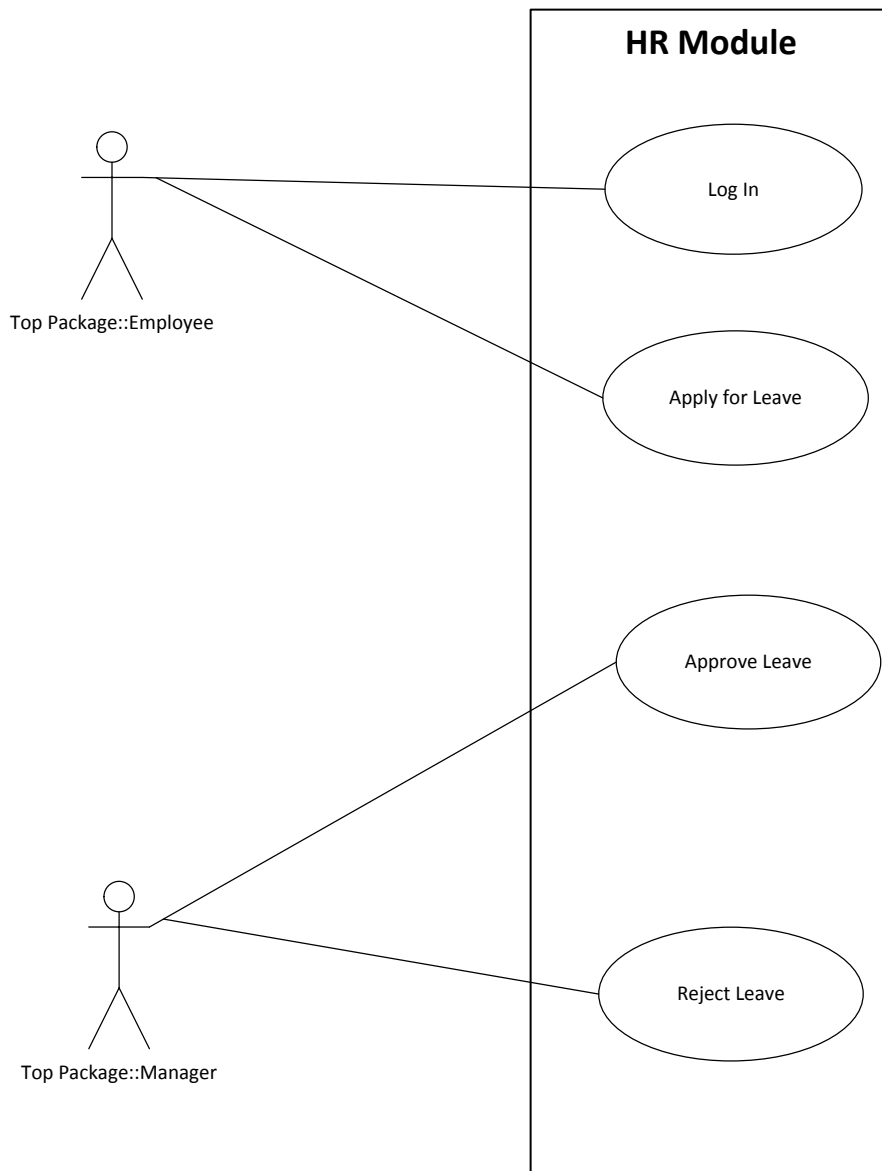 HR Module
Log In
Top Package::Employee
Apply for Leave
Approve Leave
Reject Leave
Top Package::Manager